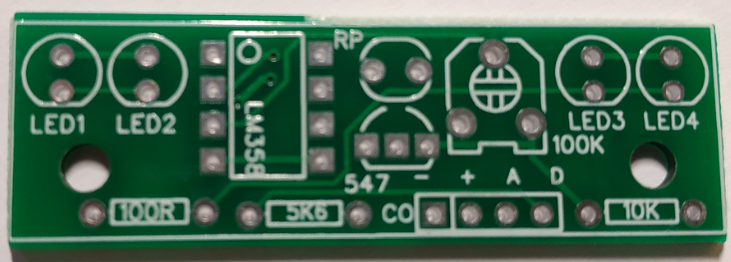 RP
LED1 LED2 LM358 LED3 LED4
100K
547 - + A D
100R 5K6 CO 10K